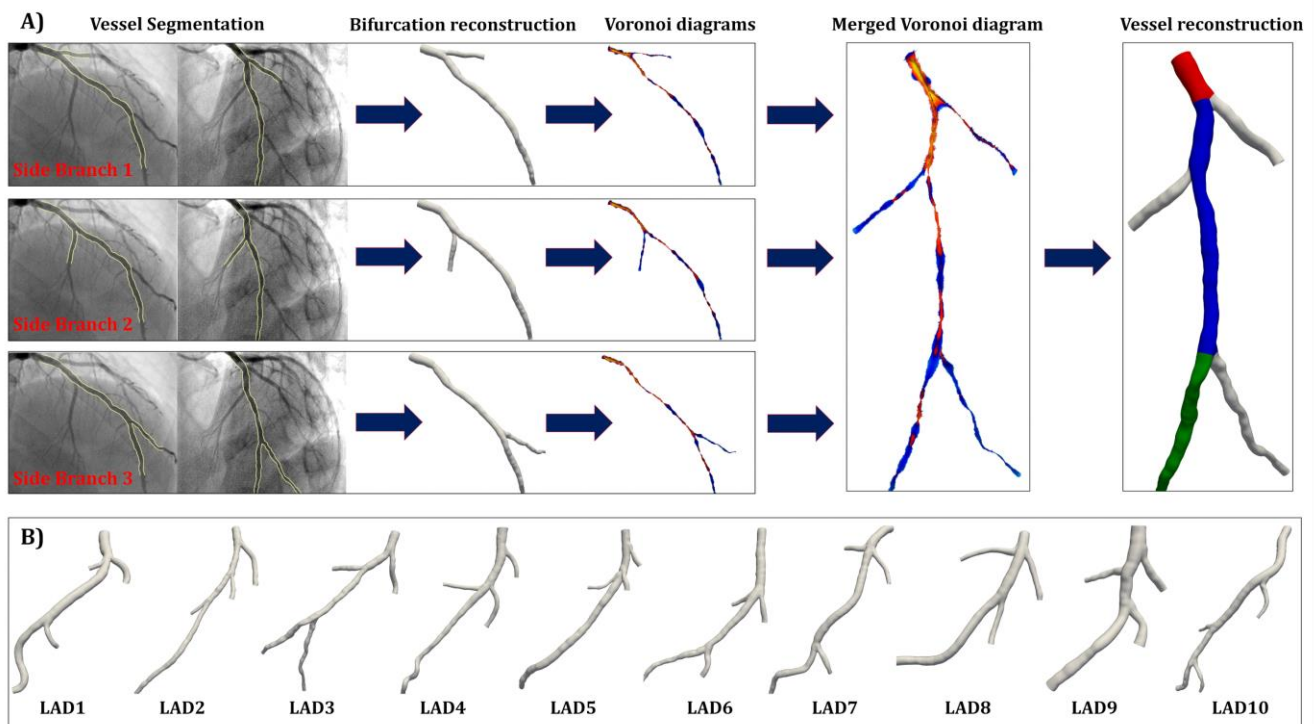 A)
Vessel Segmentation
Bifurcation reconstruction
Voronoi diagrams
Merged Voronoi diagram
Vessel reconstruction
Side Branch 1
Side Branch 2
Side Branch 3
B)
LAD1
LAD2
LAD3
LAD4
LAD5
LAD6
LAD7
LAD8
LAD9
LAD10